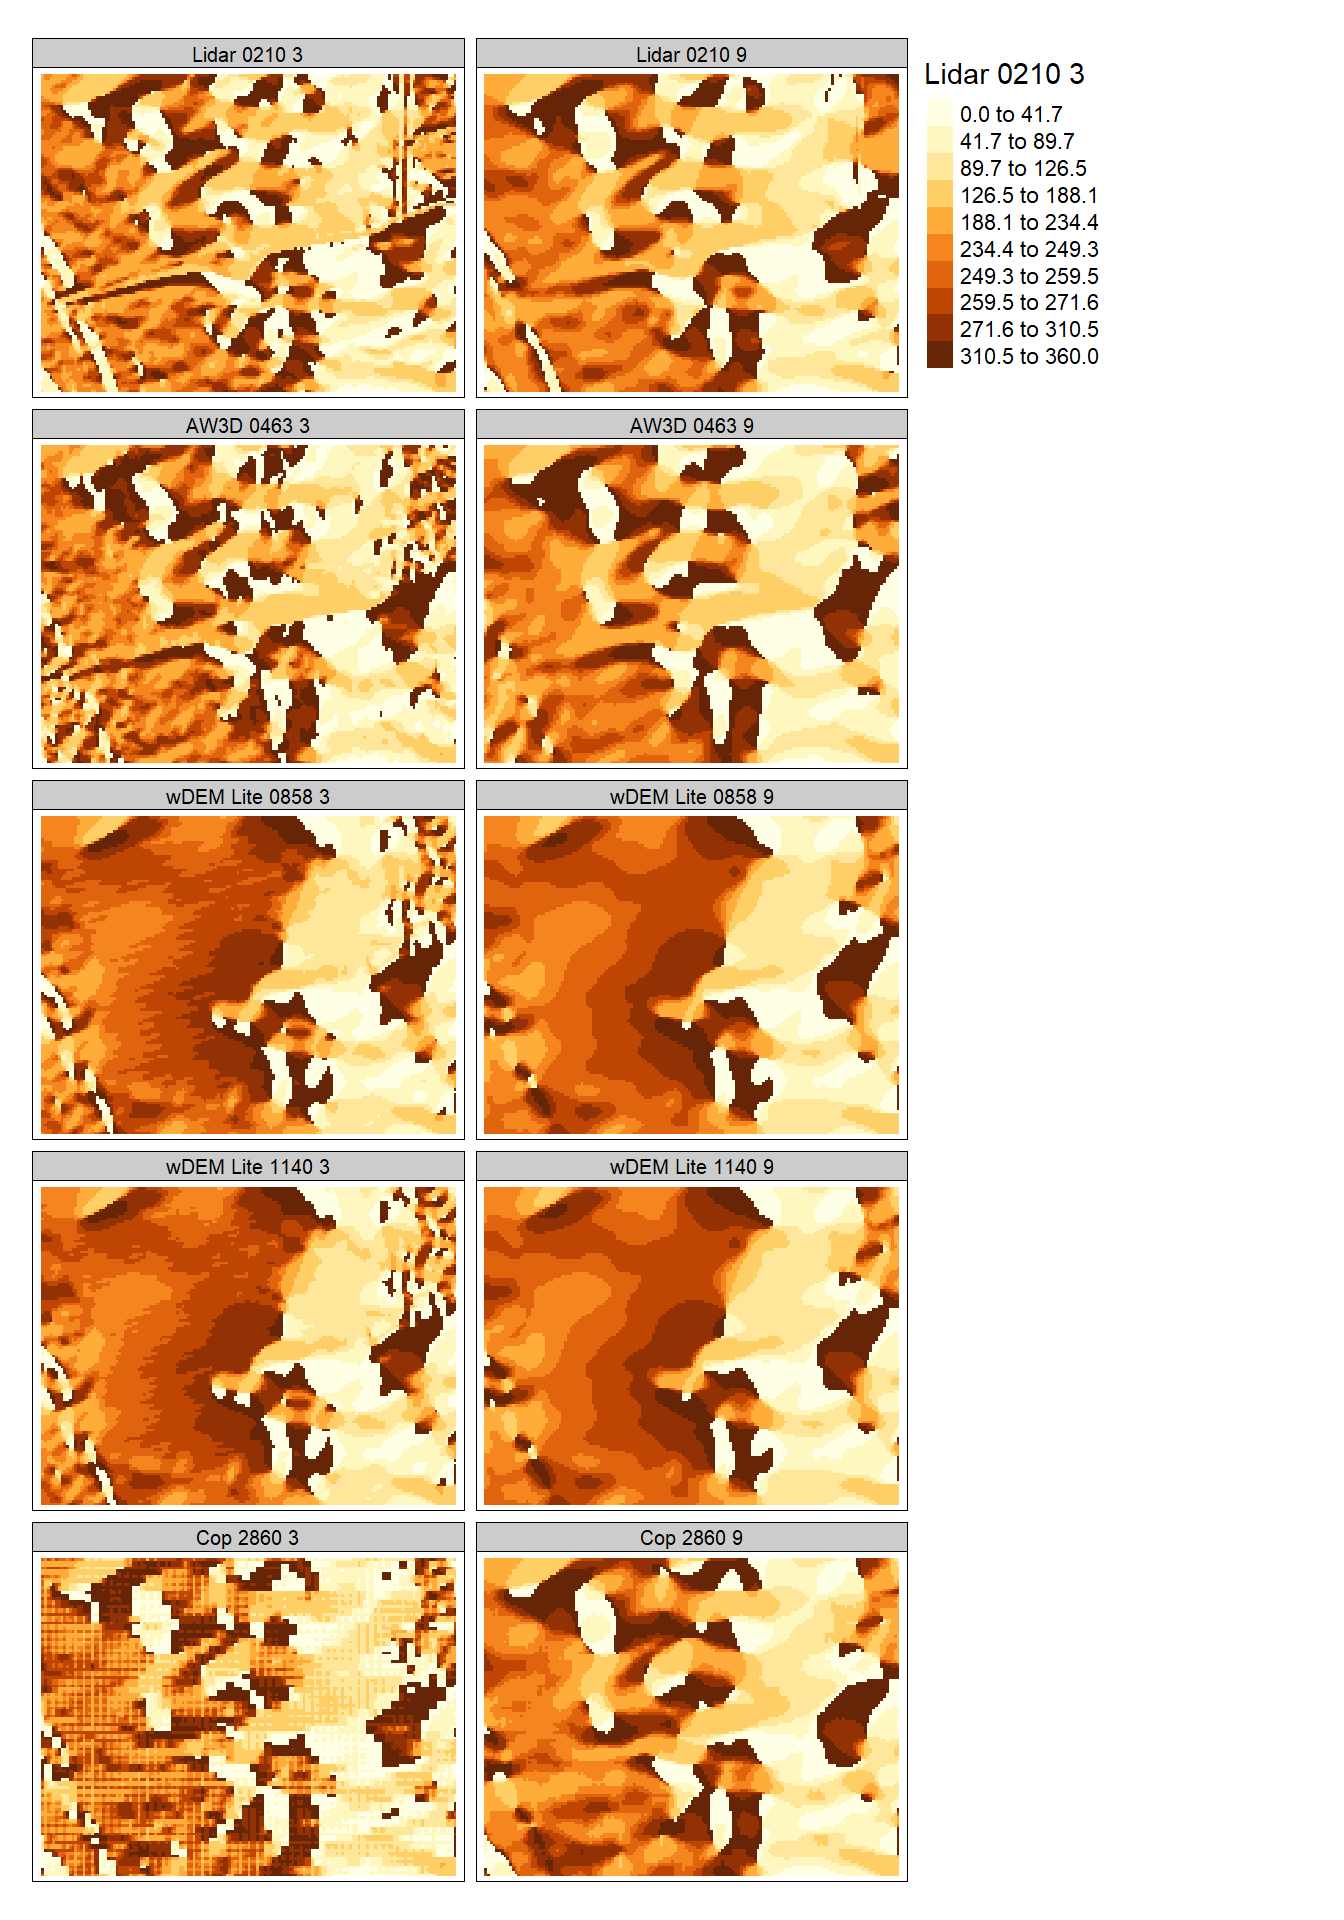 Lidar 0210 3
Lidar 0210 9
Lidar 0210 3
0.0 to 41.7
41.7 to 89.7
89.7 to 126.5
126.5 to 188.1
188.1 to 234.4
234.4 to 249.3
249.3 to 259.5
259.5 to 271.6
271.6 to 310.5
310.5 to 360.0
AW3D 0463 3
AW3D 0463 9
wDEM Lite 0858 3
wDEM Lite 0858 9
wDEM Lite 1140 3
wDEM Lite 1140 9
Cop 2860 3
Cop 2860 9